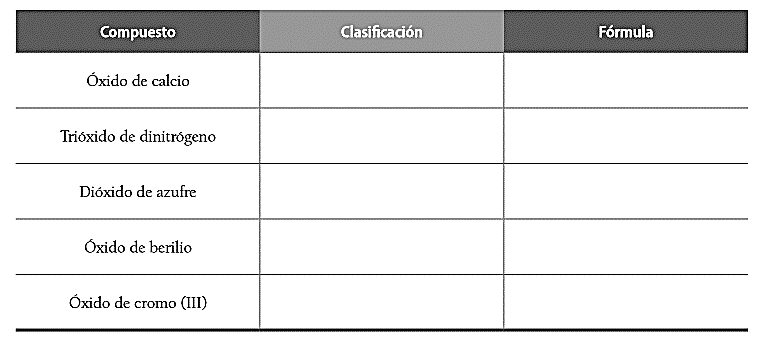 Compuesto Clasificación Fórmula
Óxido de calcio
Trióxido de dinitrógeno
Dióxido de azufre
Óxido de berilio
Óxido de cromo (III)